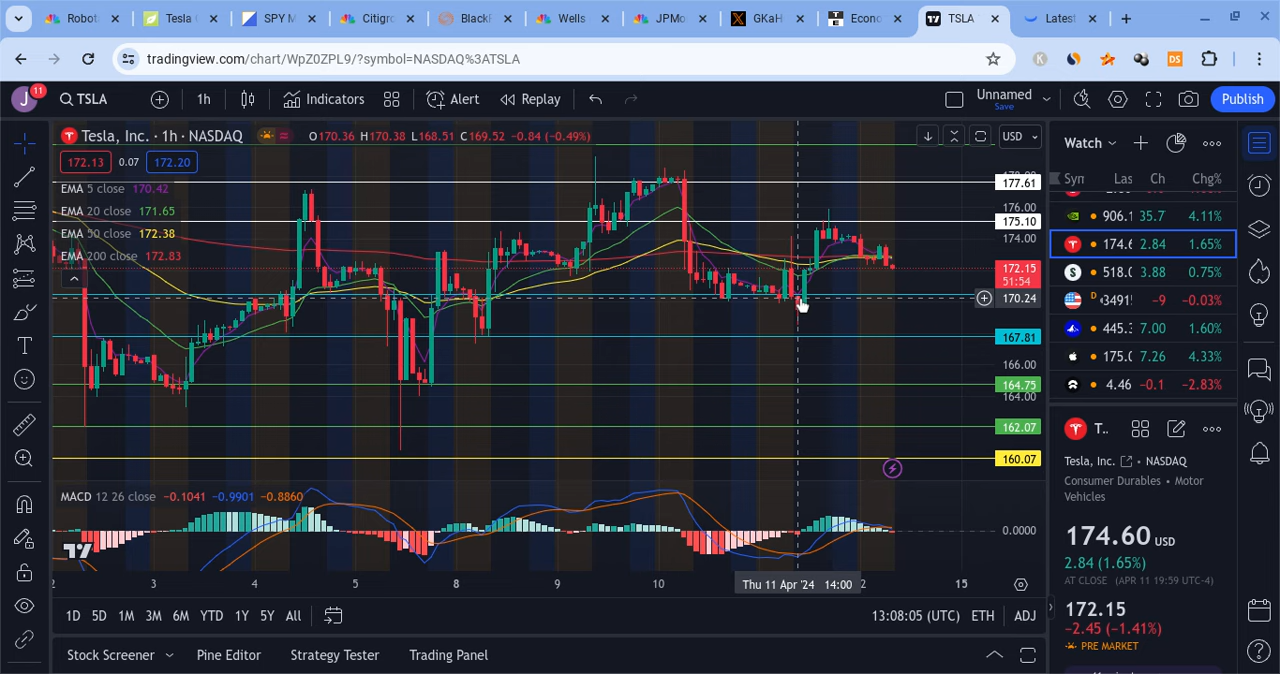 Robot
Tesla
SPY M
Citigro
Black
Wells
JPMo
GKaH
Econo
TSLA
Latest
tradingview.com/chart/WpZ0ZPL9/?symbol=NASDAQ%3ATSLA
K
DS
J
11
TSLA
1h
Indicators
Alert
Replay
Unnamed
Save
Publish
Tesla, Inc. · 1h · NASDAQ
O170.36 H170.38 L168.51 C169.52 −0.84 (−0.49%)
USD
172.13 0.07 172.20
EMA 5 close 170.42
EMA 20 close 171.65
EMA 50 close 172.38
EMA 200 close 172.83
177.61
176.00
175.10
174.00
172.15
51:54
170.24
167.81
166.00
164.75
164.00
162.07
160.07
MACD 12 26 close −0.1041 −0.9901 −0.8860
0.0000
2 3 4 5 8 9 10 Thu 11 Apr '24 14:00 2 15
1D 5D 1M 3M 6M YTD 1Y 5Y All
13:08:05 (UTC) ETH ADJ
Stock Screener Pine Editor Strategy Tester Trading Panel
Watch
Syn Las Ch Chg%
906.1 35.7 4.11%
174.6 2.84 1.65%
S 518.0 3.88 0.75%
D 3491! −9 −0.03%
445.3 7.00 1.60%
175.0 7.26 4.33%
4.46 −0.1 −2.83%
T..
Tesla, Inc. • NASDAQ
Consumer Durables • Motor
Vehicles
174.60 USD
2.84 (1.65%)
AT CLOSE (APR 11 19:59 UTC-4)
172.15
−2.45 (−1.41%)
PRE MARKET